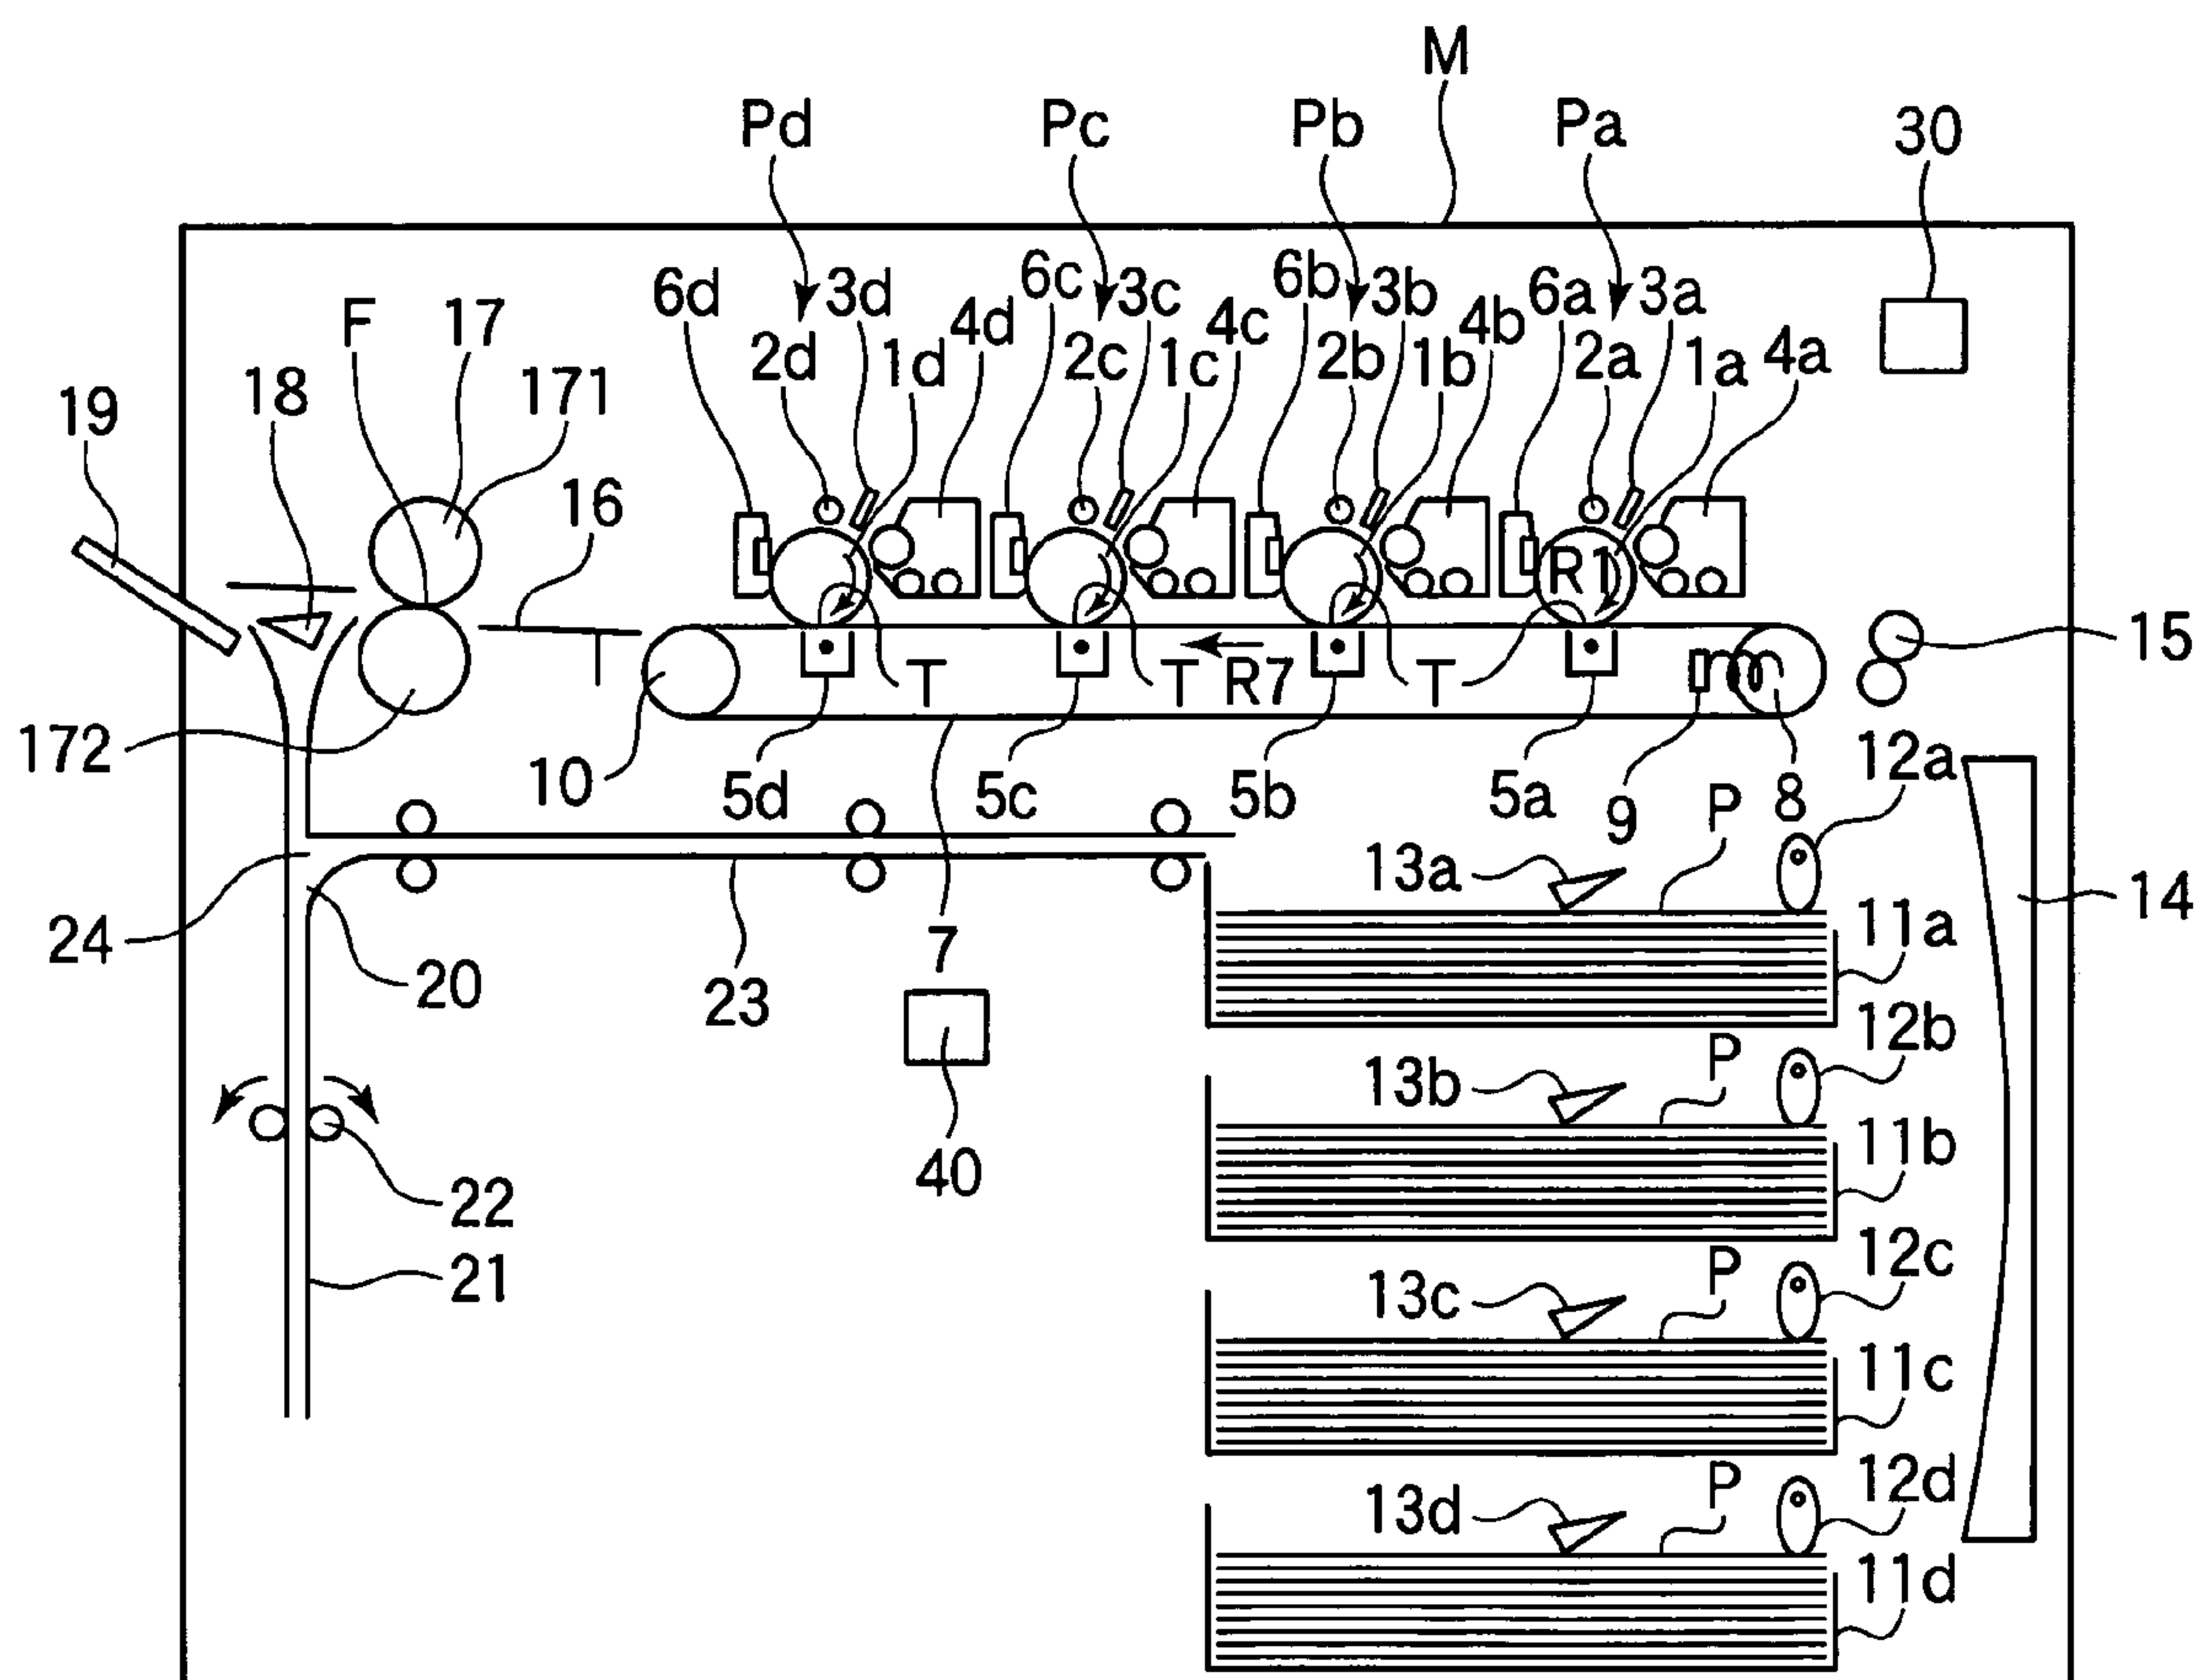 M
Pd Pc Pb Pa 30
6d 3d 6c 3c 6b 3b 6a 3a
F 17 4d 4c 4b 4a
2d 1d 2c 1c 2b 1b 2a 1a
19 18 171
16
R1
15
T T R7 T
172 10 5d 5c 5b 5a 9 8 12a
P
13a
24 20 7 23 11a 14
12b
P
13b
40 11b
22
21 12c
P
13c
11c
12d
P
13d
11d